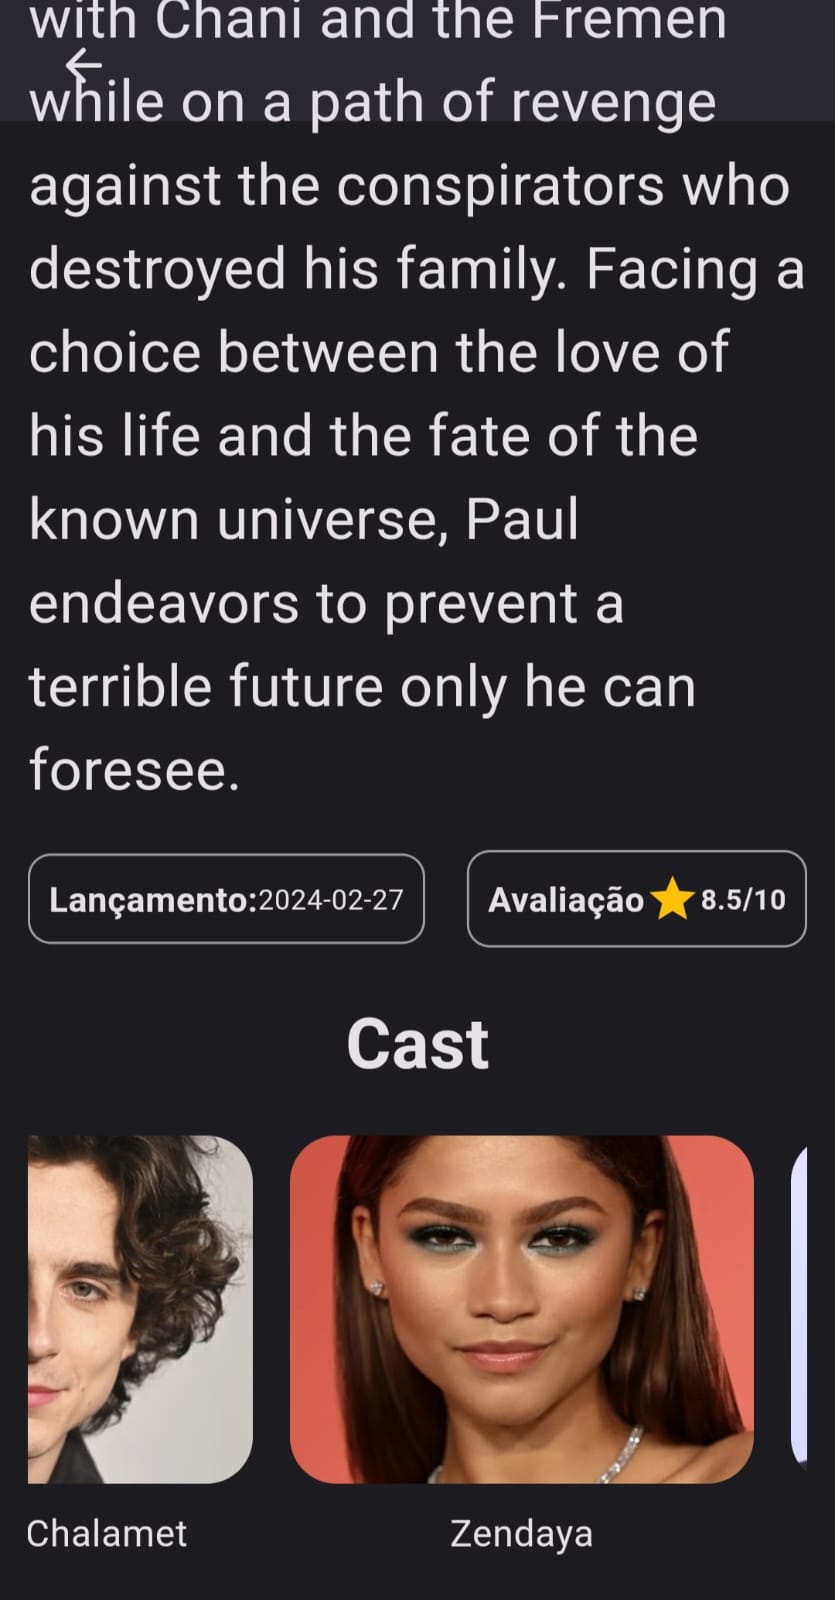 with Chani and the Fremen
while on a path of revenge
against the conspirators who
destroyed his family. Facing a
choice between the love of
his life and the fate of the
known universe, Paul
endeavors to prevent a
terrible future only he can
foresee.
Lançamento:2024-02-27
Avaliação 8.5/10
Cast
Chalamet
Zendaya